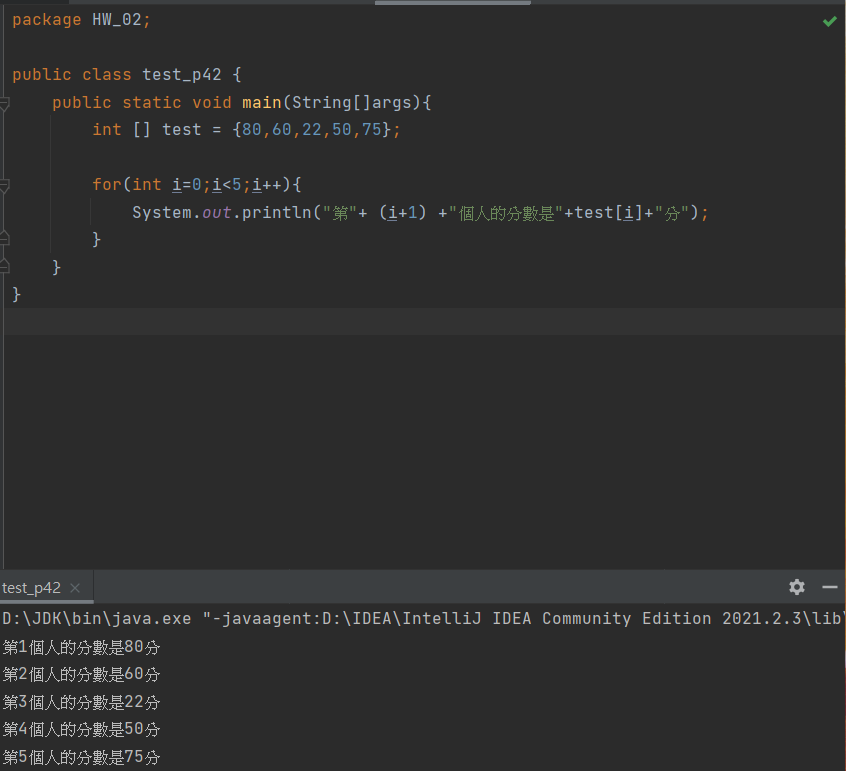 package HW_02;
public class test_p42 {
public static void main(String[]args){
int [] test = {80,60,22,50,75};
for(int i=0;i<5;i++){
System.out.println("第"+ (i+1) +"個人的分數是"+test[i]+"分");
}
}
}
test_p42
D:\JDK\bin\java.exe "-javaagent:D:\IDEA\IntelliJ IDEA Community Edition 2021.2.3\lib\
第1個人的分數是80分
第2個人的分數是60分
第3個人的分數是22分
第4個人的分數是50分
第5個人的分數是75分